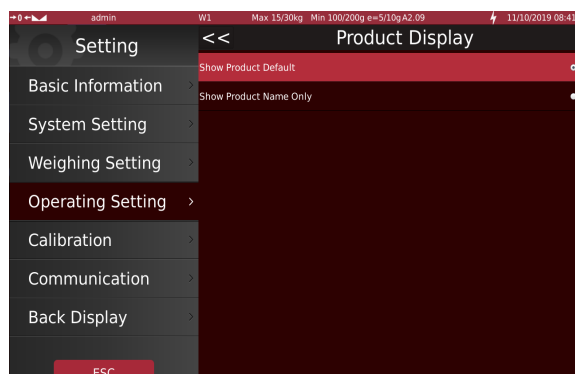 →0← admin W1 Max 15/30kg Min 100/200g e=5/10g A2.09 11/10/2019 08:41
Setting
<< Product Display
Show Product Default
Show Product Name Only
Basic Information >
System Setting >
Weighing Setting >
Operating Setting >
Calibration >
Communication >
Back Display >
ESC